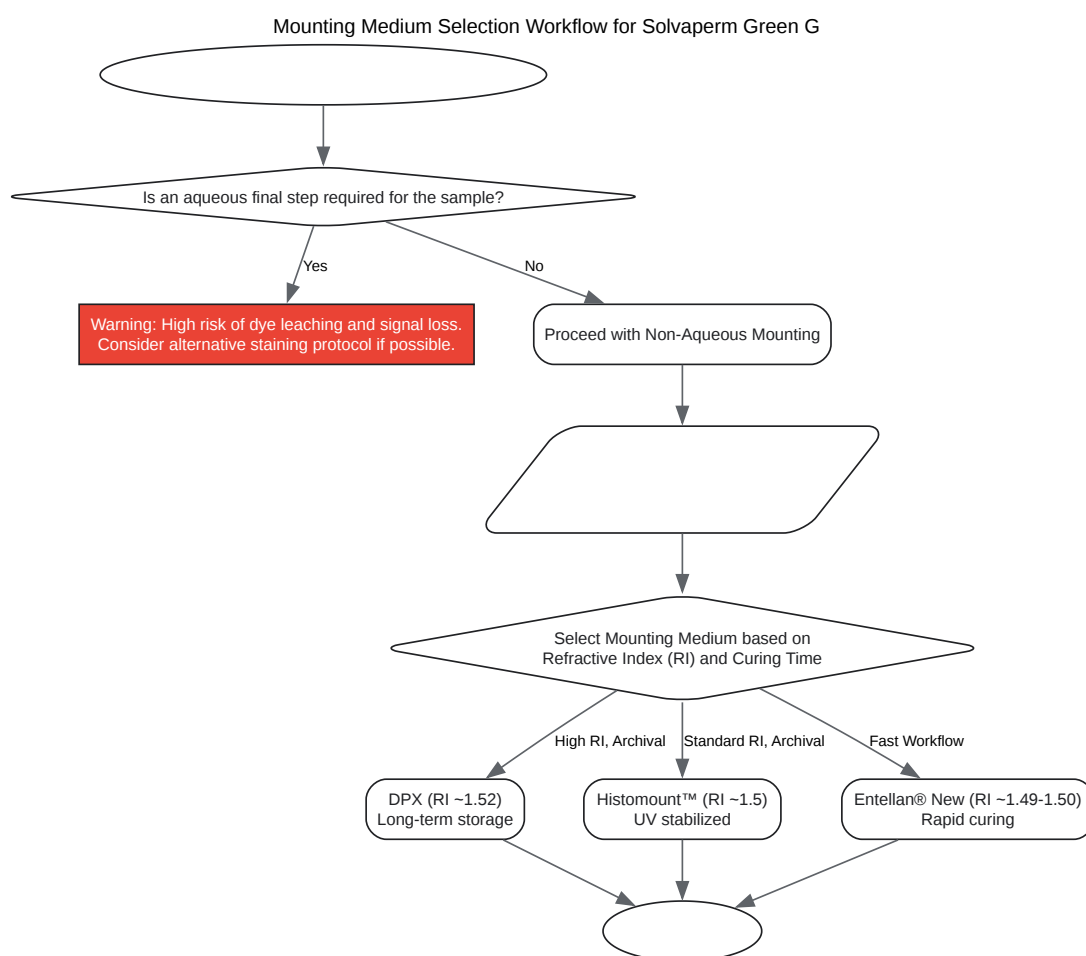 Mounting Medium Selection Workflow for Solvaperm Green G
Is an aqueous final step required for the sample?
Yes
No
Warning: High risk of dye leaching and signal loss.
Consider alternative staining protocol if possible.
Proceed with Non-Aqueous Mounting
Select Mounting Medium based on
Refractive Index (RI) and Curing Time
High RI, Archival
Standard RI, Archival
Fast Workflow
DPX (RI ~1.52)
Long-term storage
Histomount™ (RI ~1.5)
UV stabilized
Entellan® New (RI ~1.49-1.50)
Rapid curing